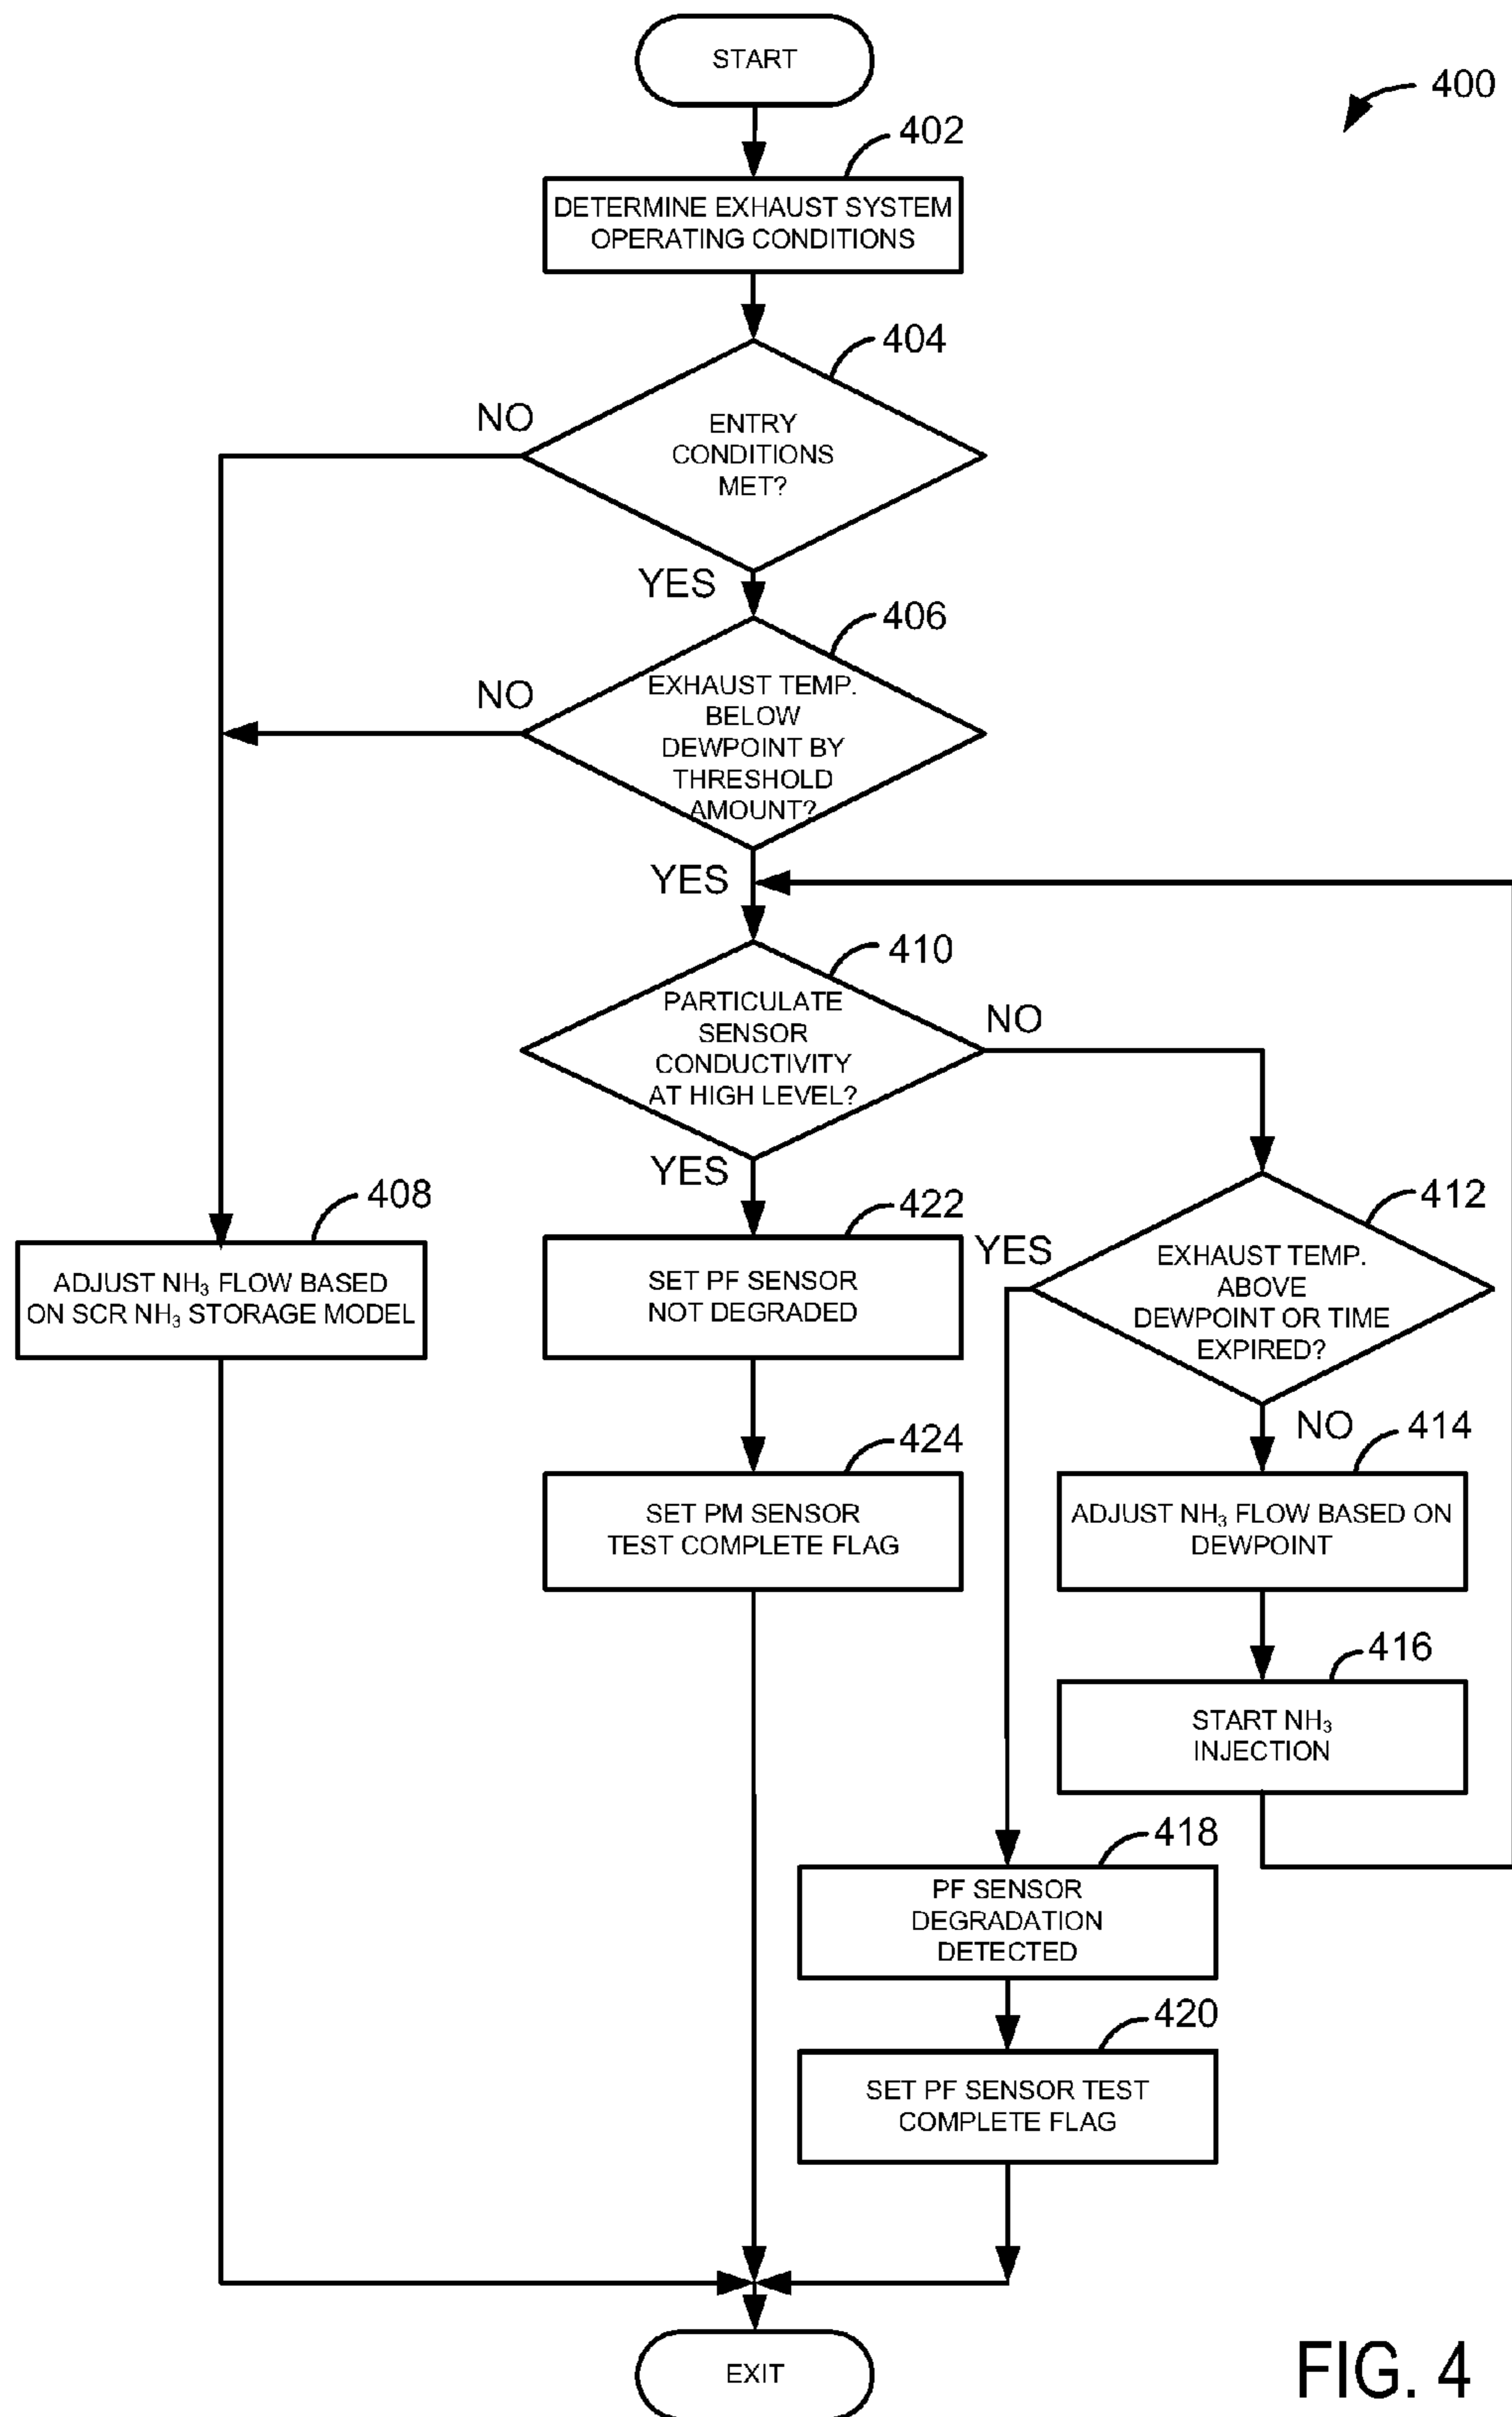 START
400
402
DETERMINE EXHAUST SYSTEM
OPERATING CONDITIONS
404
NO
ENTRY
CONDITIONS
MET?
YES
406
NO
EXHAUST TEMP.
BELOW
DEWPOINT BY
THRESHOLD
AMOUNT?
YES
410
PARTICULATE
SENSOR
CONDUCTIVITY
AT HIGH LEVEL?
NO
YES
408
ADJUST NH₃ FLOW BASED
ON SCR NH₃ STORAGE MODEL
422
SET PF SENSOR
NOT DEGRADED
412
YES
EXHAUST TEMP.
ABOVE
DEWPOINT OR TIME
EXPIRED?
NO
424
SET PM SENSOR
TEST COMPLETE FLAG
414
ADJUST NH₃ FLOW BASED ON
DEWPOINT
416
START NH₃
INJECTION
418
PF SENSOR
DEGRADATION
DETECTED
420
SET PF SENSOR TEST
COMPLETE FLAG
EXIT
FIG. 4